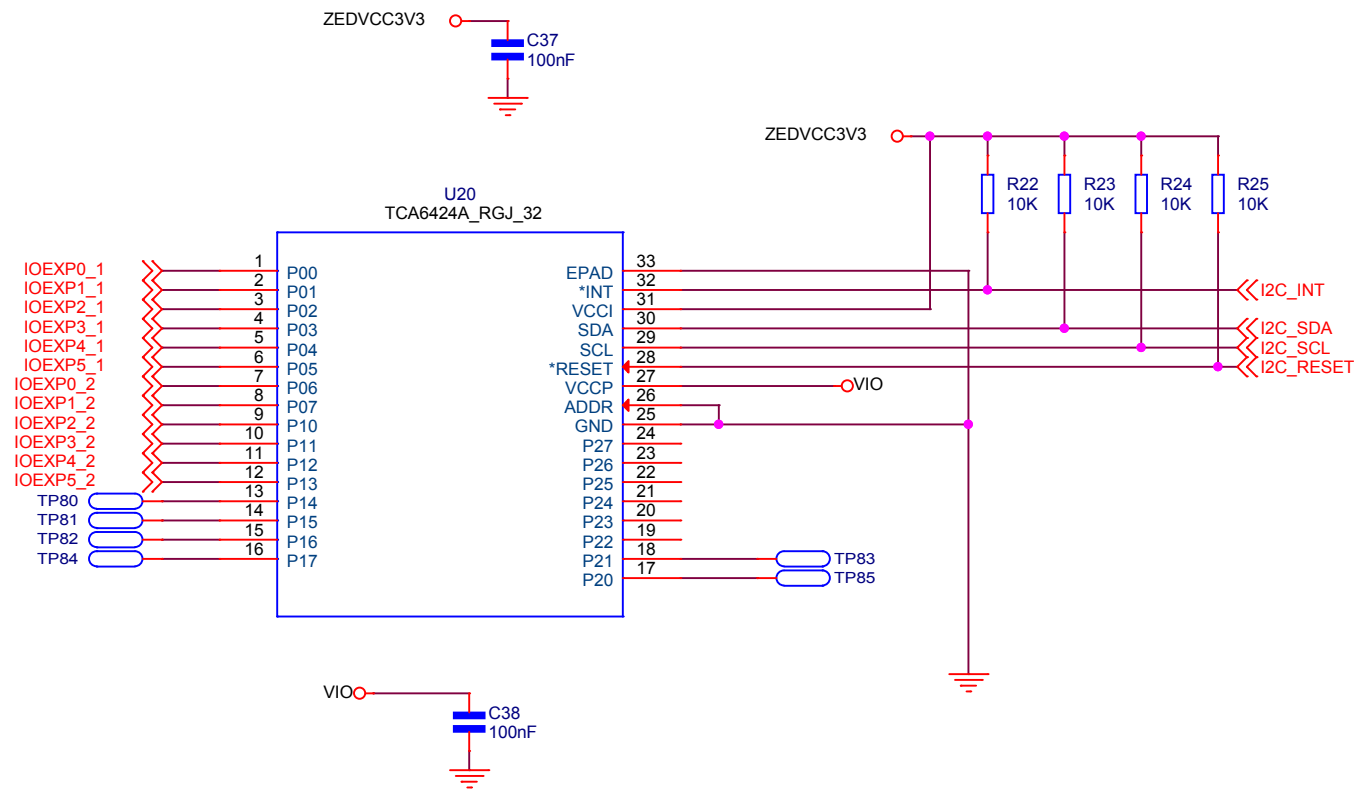 ZEDVCC3V3
C37
100nF
ZEDVCC3V3
R22
10K
R23
10K
R24
10K
R25
10K
U20
TCA6424A_RGJ_32
IOEXP0_1 1 P00
IOEXP1_1 2 P01
IOEXP2_1 3 P02
IOEXP3_1 4 P03
IOEXP4_1 5 P04
IOEXP5_1 6 P05
IOEXP0_2 7 P06
IOEXP1_2 8 P07
IOEXP2_2 9 P10
IOEXP3_2 10 P11
IOEXP4_2 11 P12
IOEXP5_2 12 P13
TP80 13 P14
TP81 14 P15
TP82 15 P16
TP84 16 P17
EPAD 33
*INT 32 I2C_INT
VCCI 31
SDA 30 I2C_SDA
SCL 29 I2C_SCL
*RESET 28 I2C_RESET
VCCP 27 VIO
ADDR 26
GND 25
P27 24
P26 23
P25 22
P24 21
P23 20
P22 19
P21 18 TP83
P20 17 TP85
VIO
C38
100nF